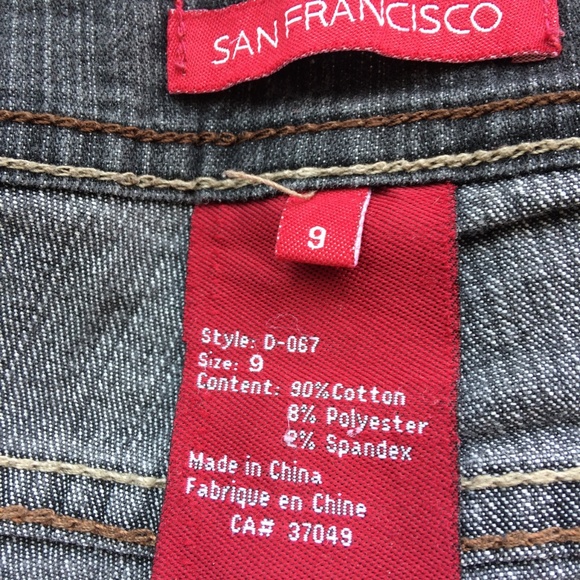 SAN FRANCISCO
9
Style: D-067
Size: 9
Content: 90%Cotton
8% Polyester
2% Spandex
Made in China
Fabrique en Chine
CA# 37049